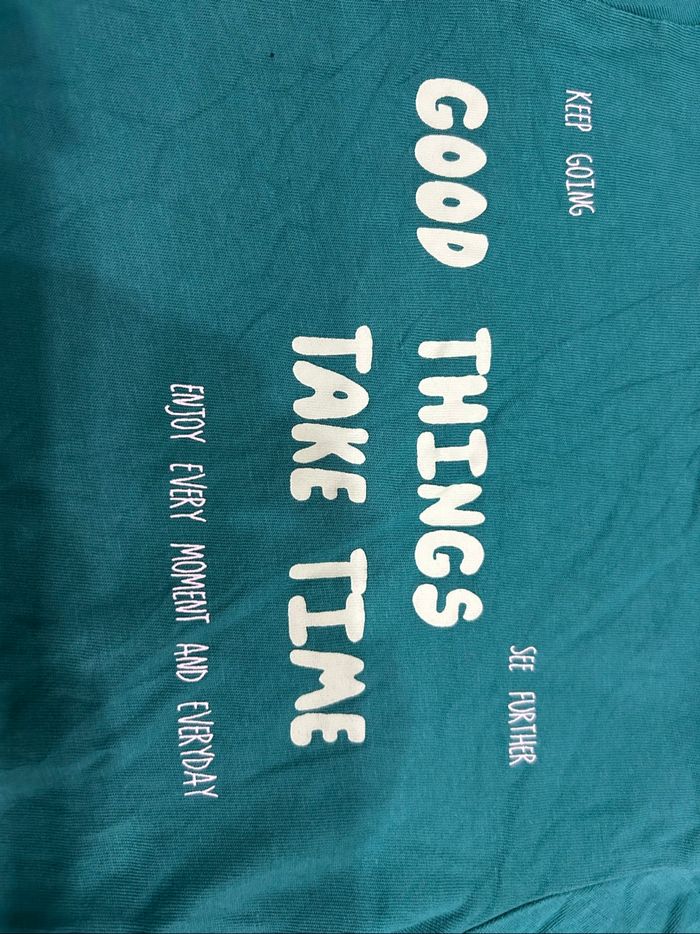 KEEP GOING
SEE FURTHER
GOOD THINGS
TAKE TIME
ENJOY EVERY MOMENT AND EVERYDAY